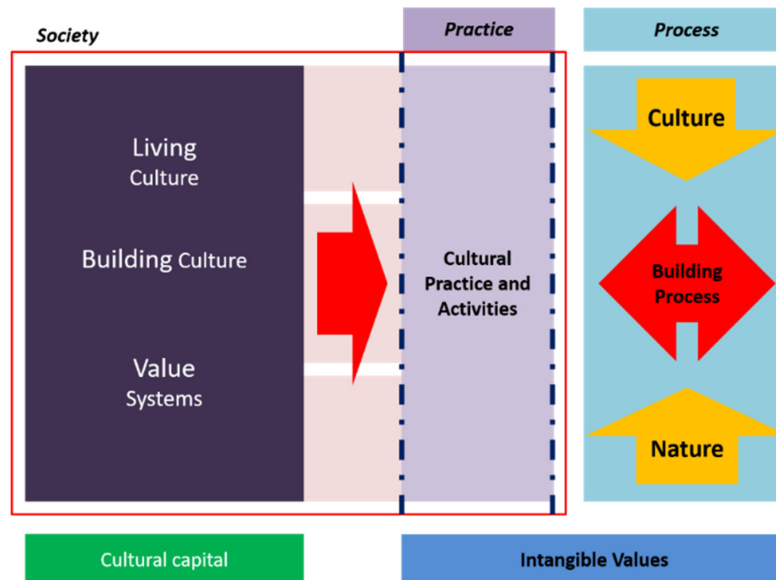 Society
Practice
Process
Living
Culture
Building Culture
Value
Systems
Cultural
Practice and
Activities
Culture
Building
Process
Nature
Cultural capital
Intangible Values